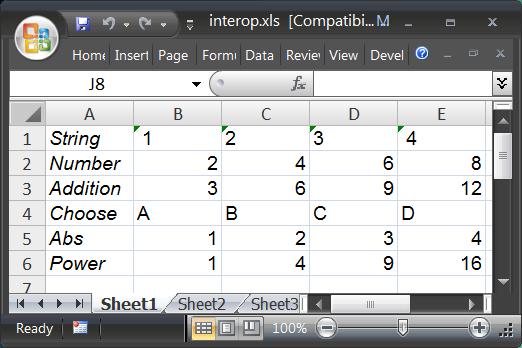 interop.xls [Compatibi...M
Home Insert Page Formu Data Review View Devel
J8 fx
A B C D E
1 String 1 2 3 4
2 Number 2 4 6 8
3 Addition 3 6 9 12
4 Choose A B C D
5 Abs 1 2 3 4
6 Power 1 4 9 16
7
Sheet1 Sheet2 Sheet3
Ready 100%